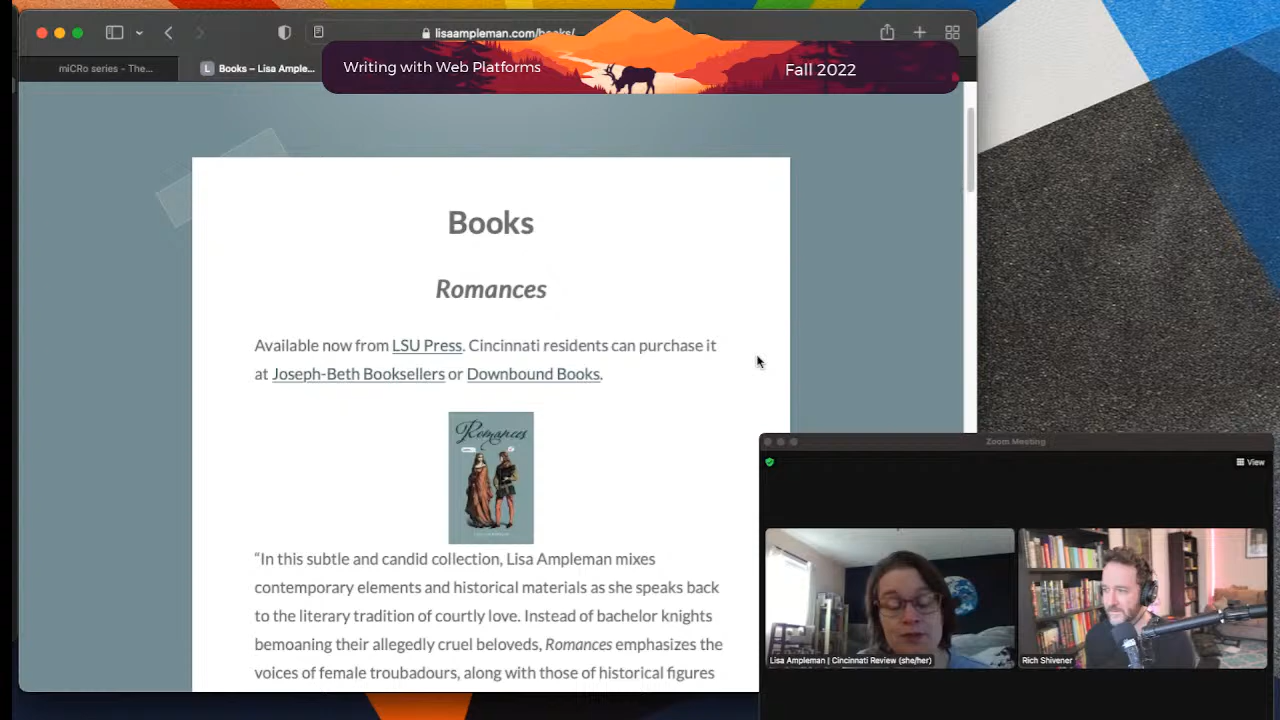 lisaampleman.com/books/
miCRo series - The...
L Books – Lisa Ample...
Writing with Web Platforms
Fall 2022
Books
Romances
Available now from LSU Press. Cincinnati residents can purchase it
at Joseph-Beth Booksellers or Downbound Books.
Romances
“In this subtle and candid collection, Lisa Ampleman mixes
contemporary elements and historical materials as she speaks back
to the literary tradition of courtly love. Instead of bachelor knights
bemoaning their allegedly cruel beloveds, Romances emphasizes the
voices of female troubadours, along with those of historical figures
Zoom Meeting
View
Lisa Ampleman | Cincinnati Review (she/her)
Rich Shivener